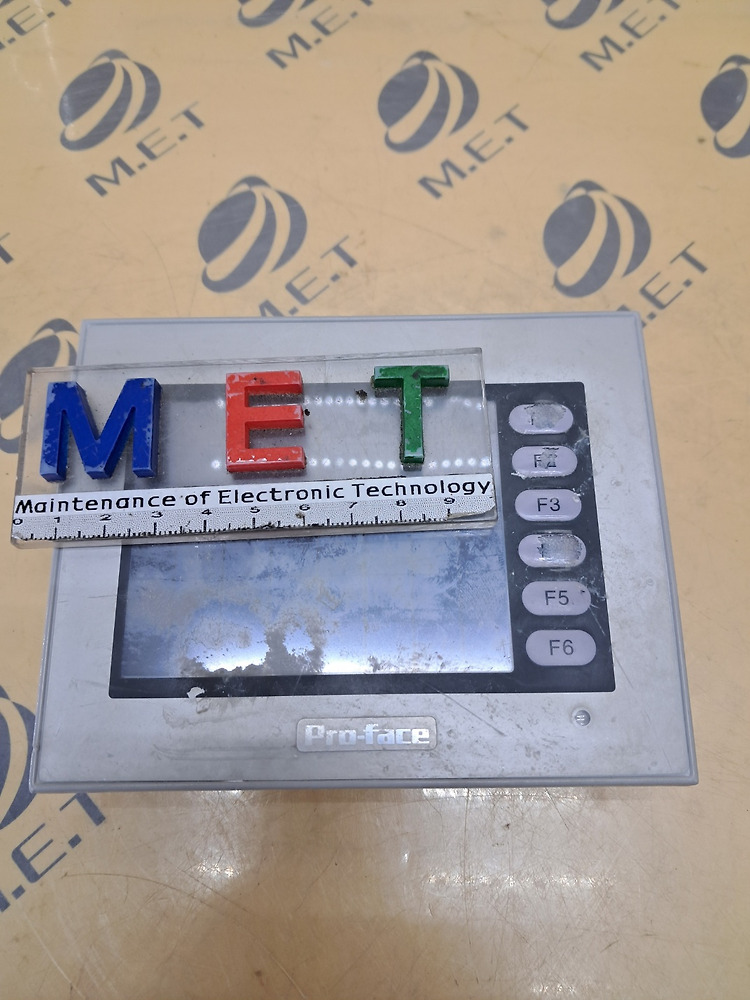 M.E.T
M.E.T
M.E.T
M.E.T
M.E.T
M.E.T
M E T
Maintenance of Electronic Technology
0 1 2 3 4 5 6 7 8 9
F2
F3
F5
F6
Pro-face
M.E.T